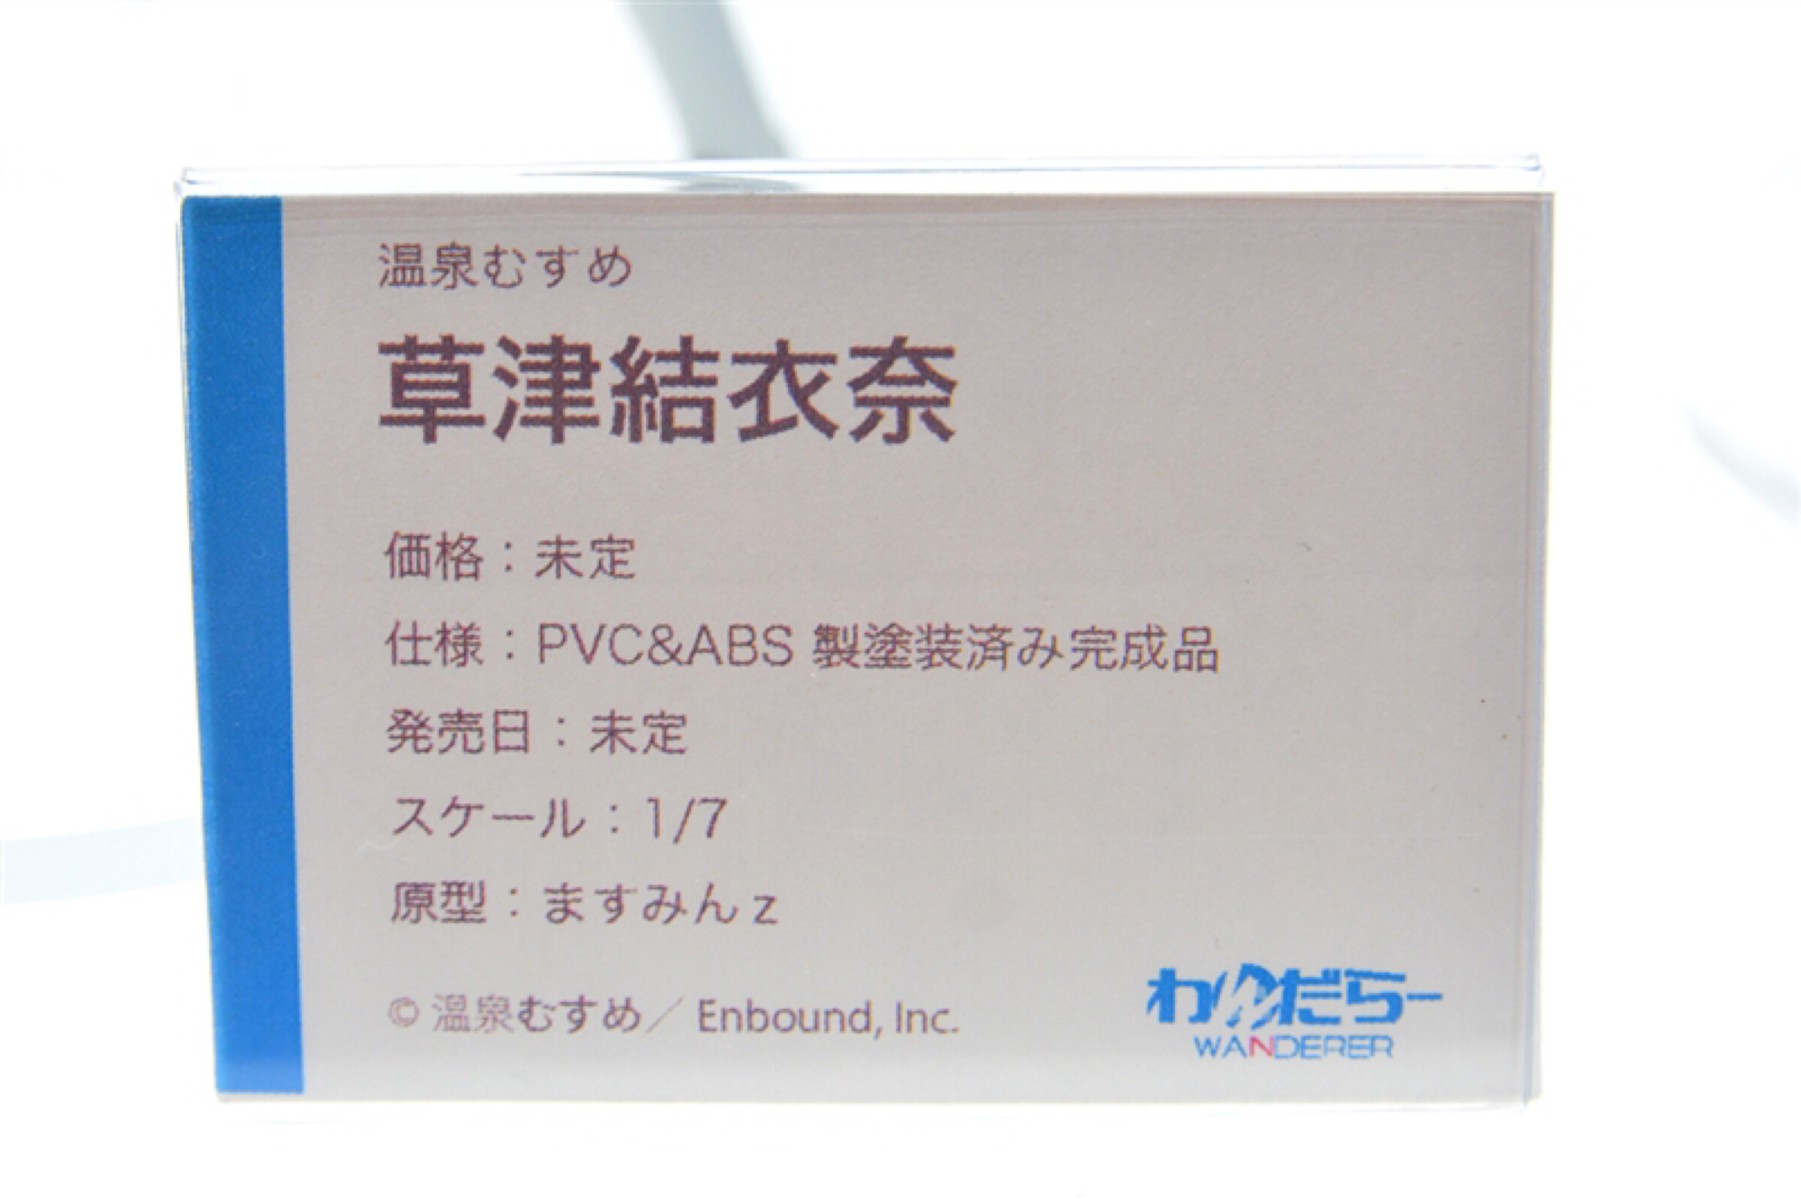 温泉むすめ
草津結衣奈
価格：未定
仕様：PVC&ABS 製塗装済み完成品
発売日：未定
スケール：1/7
原型：ますみんz
© 温泉むすめ／ Enbound, Inc.
わんだらー
WANDERER